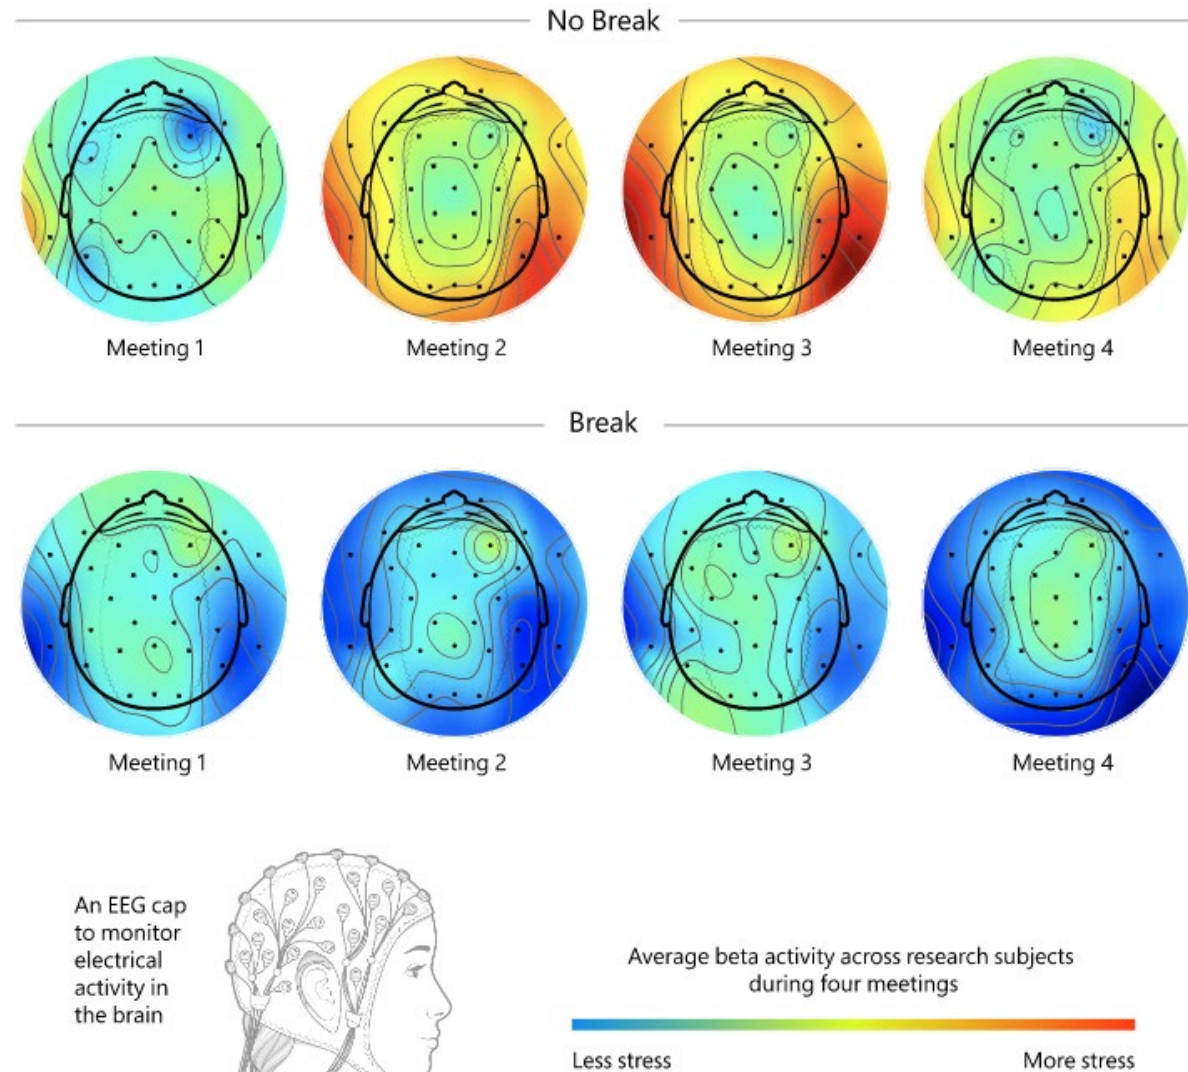 No Break
Meeting 1
Meeting 2
Meeting 3
Meeting 4
Break
Meeting 1
Meeting 2
Meeting 3
Meeting 4
An EEG cap
to monitor
electrical
activity in
the brain
Average beta activity across research subjects
during four meetings
Less stress
More stress